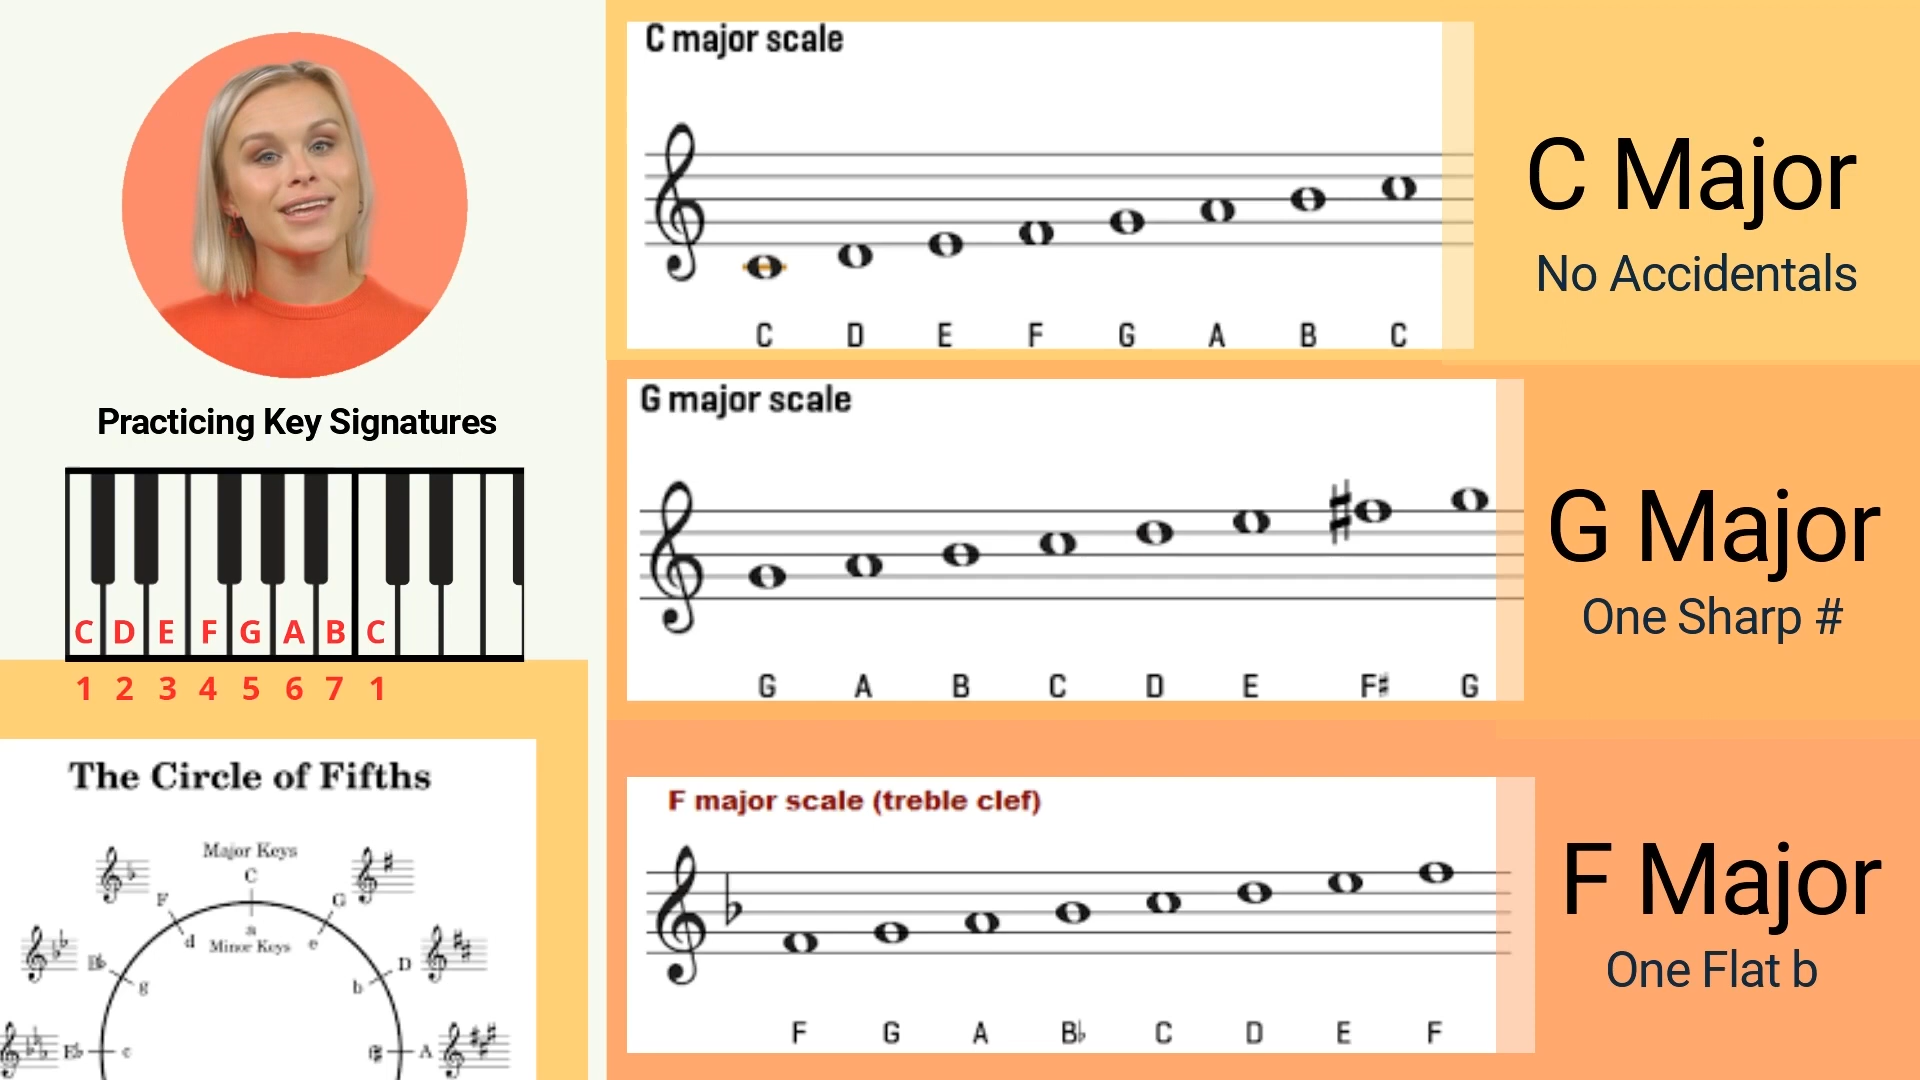 Practicing Key Signatures
C D E F G A B C
1 2 3 4 5 6 7 1
The Circle of Fifths
Major Keys
C
F
G
a
d
Minor Keys
e
B♭
D
g
b
E♭
c
A
C major scale
C D E F G A B C
C Major
No Accidentals
G major scale
G A B C D E F♯ G
G Major
One Sharp #
F major scale (treble clef)
F G A B♭ C D E F
F Major
One Flat b